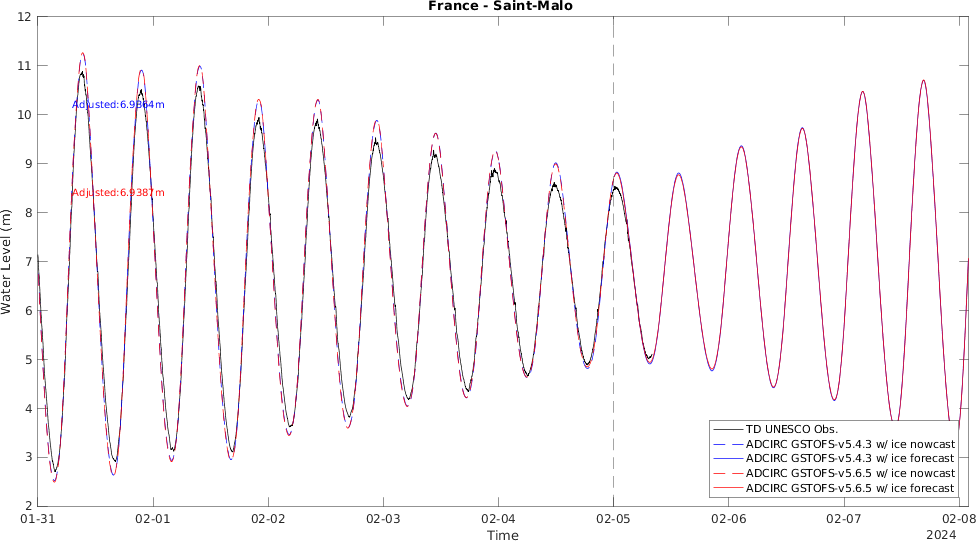 France - Saint-Malo
12
11
10
9
8
7
6
5
4
3
2
Water Level (m)
Adjusted:6.9864m
Adjusted:6.9387m
TD UNESCO Obs.
ADCIRC GSTOFS-v5.4.3 w/ ice nowcast
ADCIRC GSTOFS-v5.4.3 w/ ice forecast
ADCIRC GSTOFS-v5.6.5 w/ ice nowcast
ADCIRC GSTOFS-v5.6.5 w/ ice forecast
01-31 02-01 02-02 02-03 02-04 02-05 02-06 02-07 02-08
Time
2024